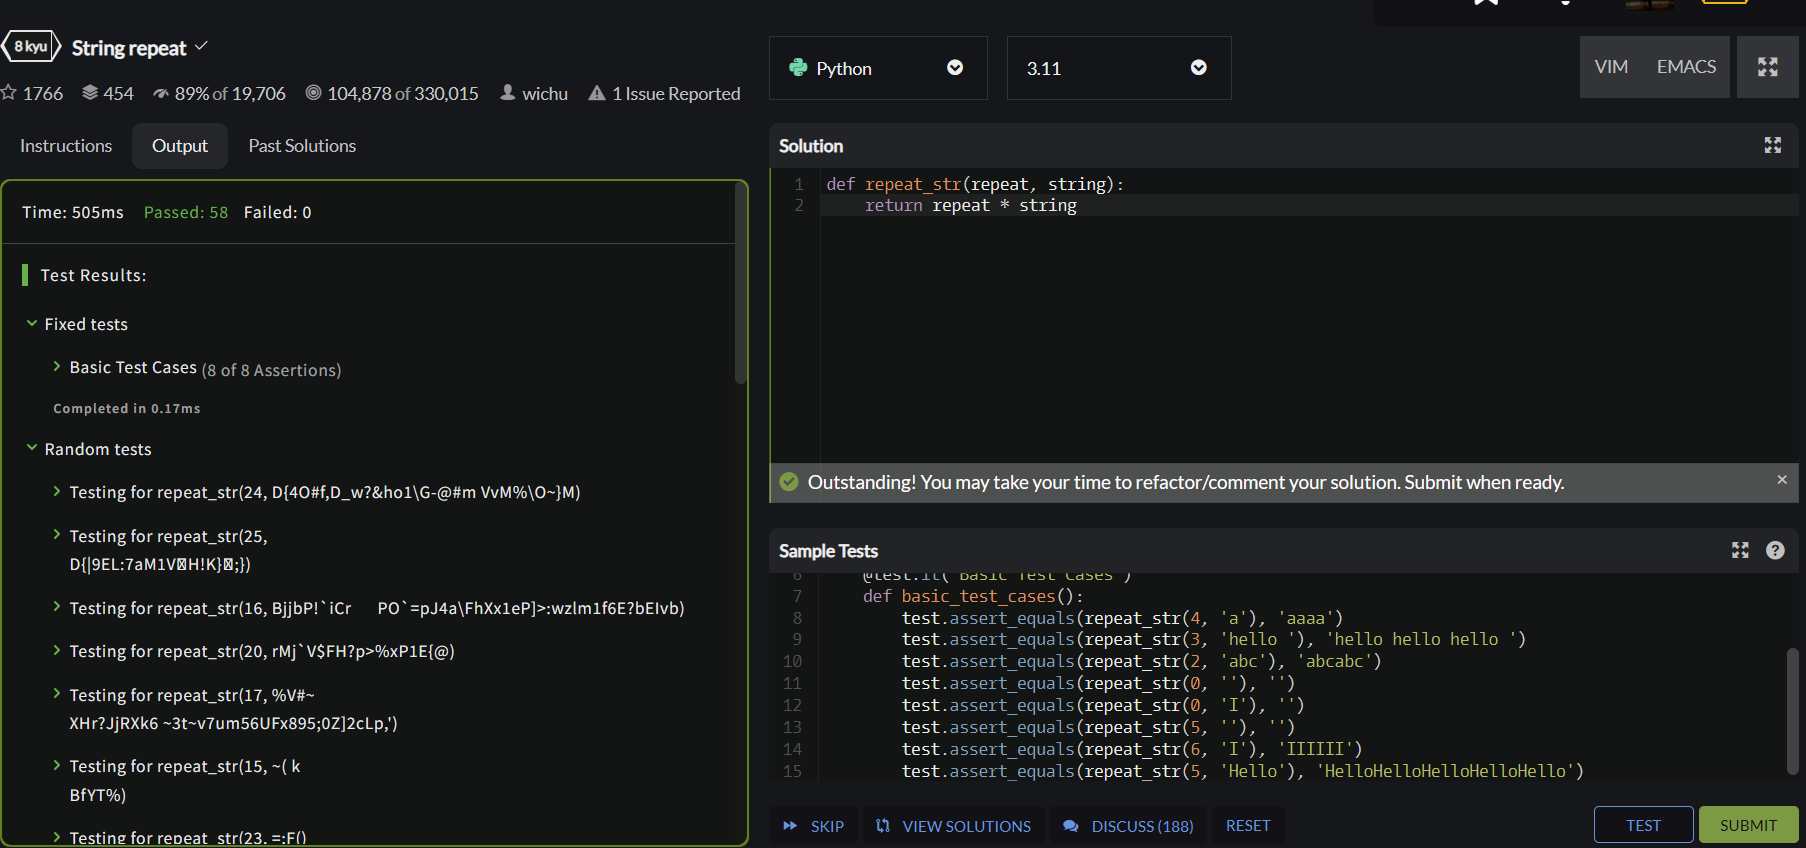 8 kyu String repeat
1766 454 89% of 19,706 104,878 of 330,015 wichu 1 Issue Reported
Instructions Output Past Solutions
Time: 505ms Passed: 58 Failed: 0
Test Results:
Fixed tests
Basic Test Cases (8 of 8 Assertions)
Completed in 0.17ms
Random tests
Testing for repeat_str(24, D{4O#f,D_w?&ho1\G-@#m VvM%\O~}M)
Testing for repeat_str(25,
D{|9EL:7aM1V H!K} ;})
Testing for repeat_str(16, BjjbP!`iCr PO`=pJ4a\FhXx1eP]>:wzlm1f6E?bEIvb)
Testing for repeat_str(20, rMj`V$FH?p>%xP1E{@)
Testing for repeat_str(17, %V#~
XHr?JjRXk6 ~3t~v7um56UFx895;0Z]2cLp,')
Testing for repeat_str(15, ~( k
BfYT%)
Testing for repeat_str(23, =:F()
Python 3.11 VIM EMACS
Solution
1 def repeat_str(repeat, string):
2 return repeat * string
Outstanding! You may take your time to refactor/comment your solution. Submit when ready.
Sample Tests
6 @test.it('Basic Test Cases')
7 def basic_test_cases():
8 test.assert_equals(repeat_str(4, 'a'), 'aaaa')
9 test.assert_equals(repeat_str(3, 'hello '), 'hello hello hello ')
10 test.assert_equals(repeat_str(2, 'abc'), 'abcabc')
11 test.assert_equals(repeat_str(0, ''), '')
12 test.assert_equals(repeat_str(0, 'I'), '')
13 test.assert_equals(repeat_str(5, ''), '')
14 test.assert_equals(repeat_str(6, 'I'), 'IIIIII')
15 test.assert_equals(repeat_str(5, 'Hello'), 'HelloHelloHelloHelloHello')
SKIP VIEW SOLUTIONS DISCUSS (188) RESET TEST SUBMIT